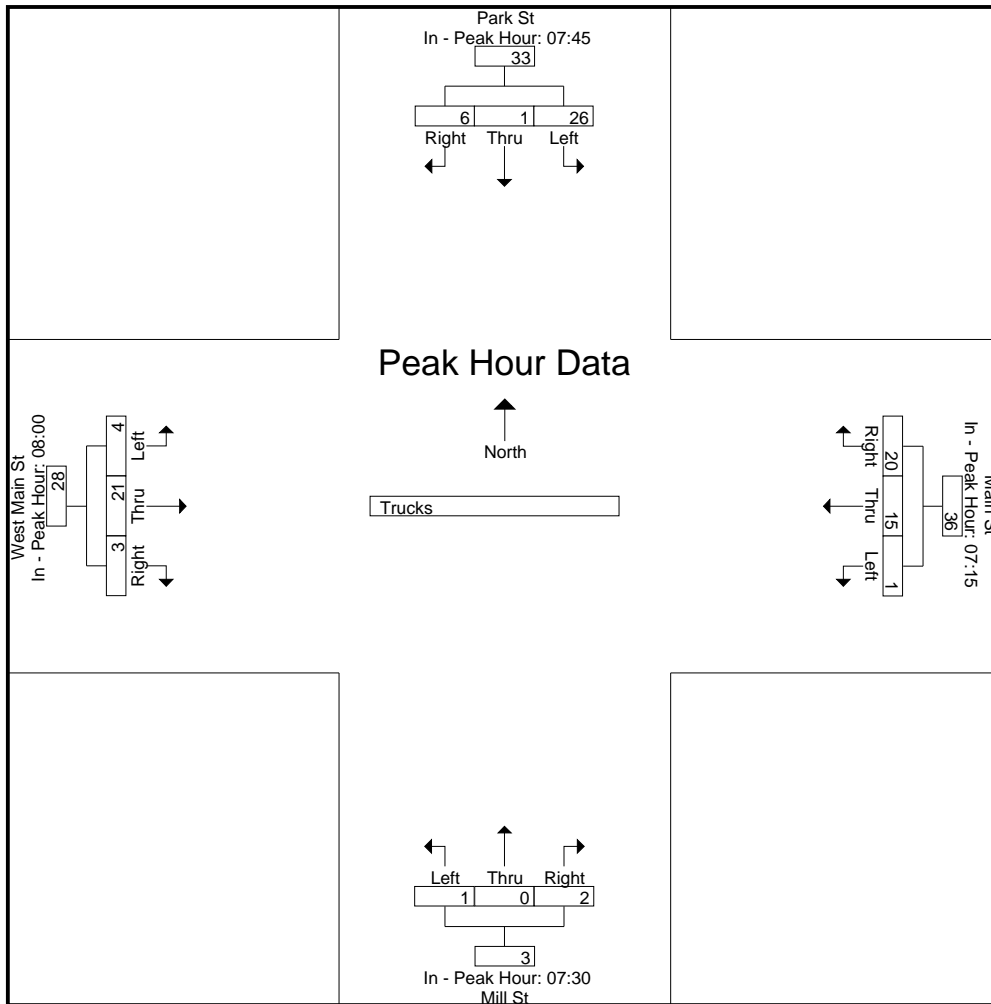 Park St
In - Peak Hour: 07:45
33
6 1 26
Right Thru Left
Peak Hour Data
North
Trucks
West Main St
In - Peak Hour: 08:00
28
4 21 3
Left Thru Right
Main St
In - Peak Hour: 07:15
36
20 15 1
Right Thru Left
Left Thru Right
1 0 2
3
In - Peak Hour: 07:30
Mill St